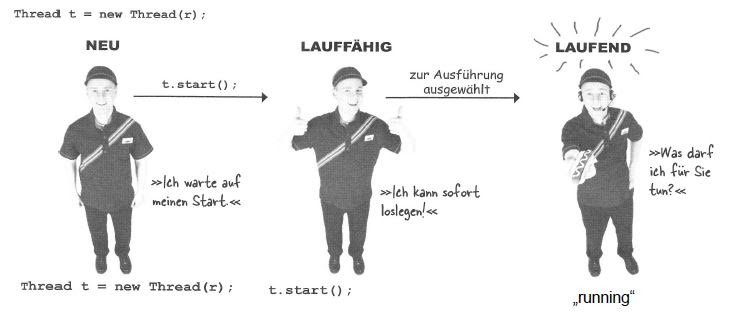 Thread t = new Thread(r);
NEU
t.start();
LAUFFÄHIG
zur Ausführung
ausgewählt
LAUFEND
»Ich warte auf
meinen Start.«
»Ich kann sofort
loslegen!«
»Was darf
ich für Sie
tun?«
Thread t = new Thread(r);
t.start();
„running“